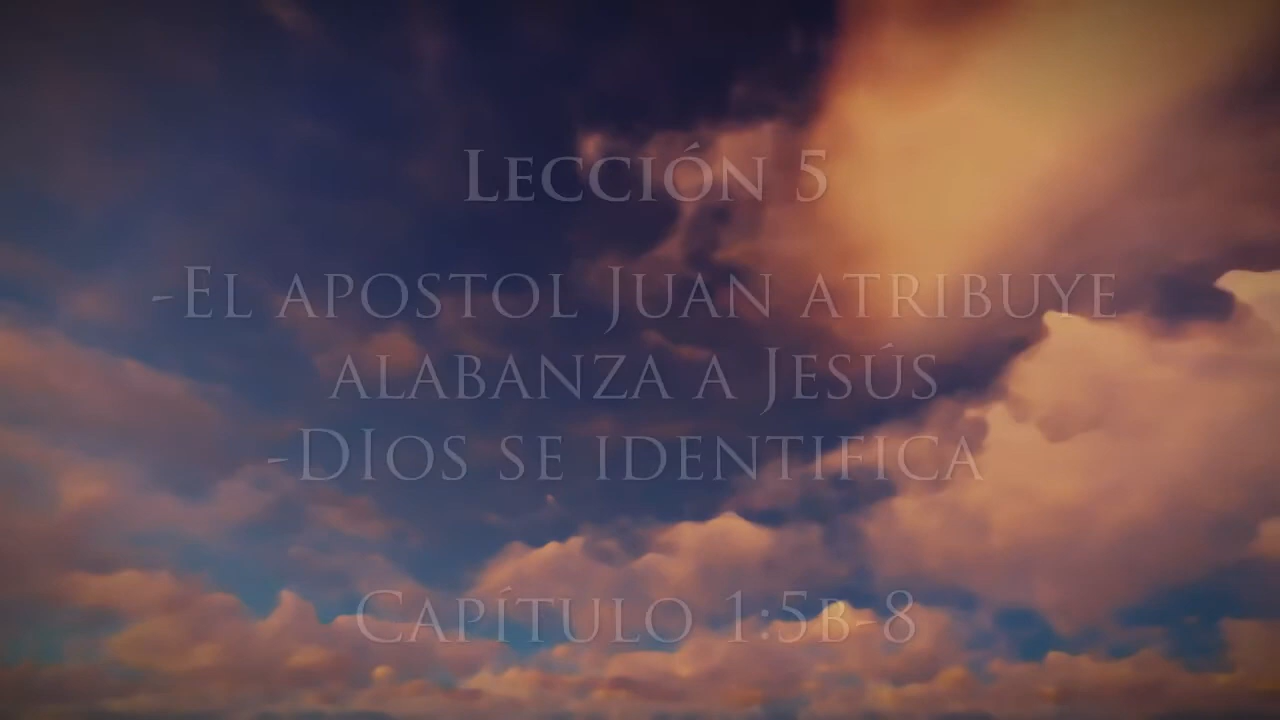 Lección 5
-El apostol Juan atribuye
alabanza a Jesús
-DIos se identifica
Capítulo 1:5b-8